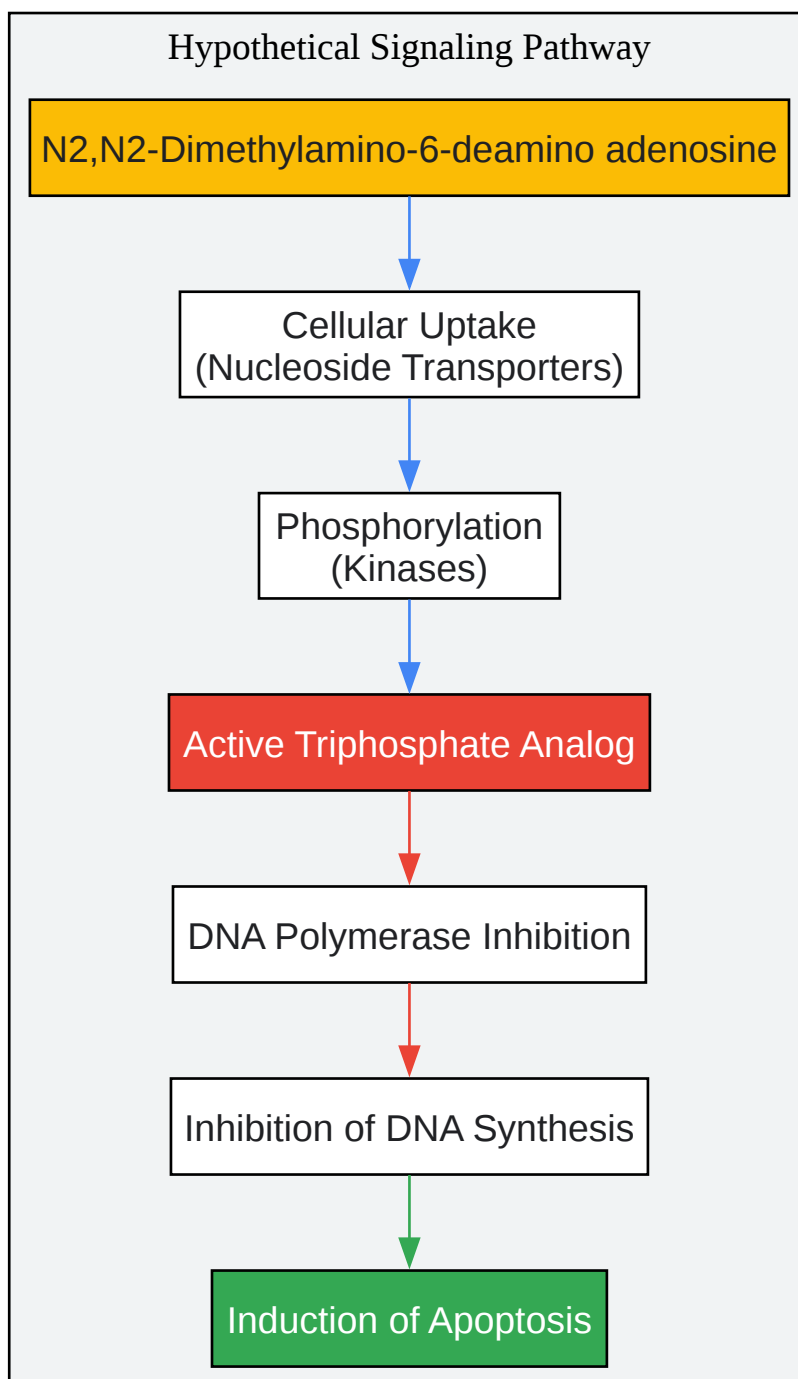 Hypothetical Signaling Pathway
N2,N2-Dimethylamino-6-deamino adenosine
Cellular Uptake
(Nucleoside Transporters)
Phosphorylation
(Kinases)
Active Triphosphate Analog
DNA Polymerase Inhibition
Inhibition of DNA Synthesis
Induction of Apoptosis